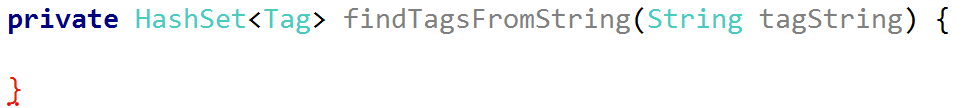 private HashSet<Tag> findTagsFromString(String tagString) {
}